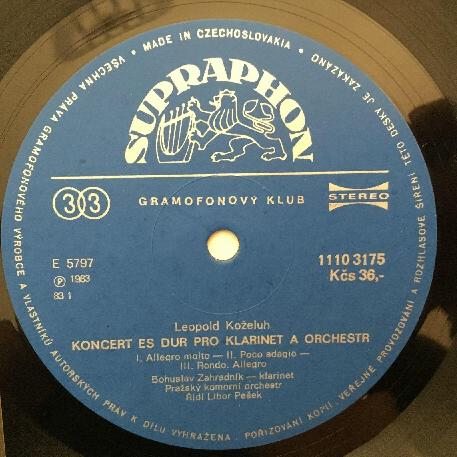 VŠECHNA PRÁVA GRAMOFONOVÉHO VÝROBCE A VLASTNÍKŮ AUTORSKÝCH PRÁV K DÍLU VYHRAŽENA. POŘIZOVÁNÍ KOPIÍ, VEŘEJNÉ PROVOZOVÁNÍ A ROZHLASOVÉ ŠÍŘENÍ TÉTO DESKY JE ZAKÁZÁNO
• MADE IN CZECHOSLOVAKIA •
SUPRAPHON
33
GRAMOFONOVÝ KLUB
STEREO
E 5797
Ⓟ 1983
83 1
1110 3175
Kčs 36,-
Leopold Koželuh
KONCERT ES DUR PRO KLARINET A ORCHESTR
I. Allegro molto — II. Poco adagio —
III. Rondo. Allegro
Bohuslav Zahradník — klarinet
Pražský komorní orchestr
Řídí Libor Pešek